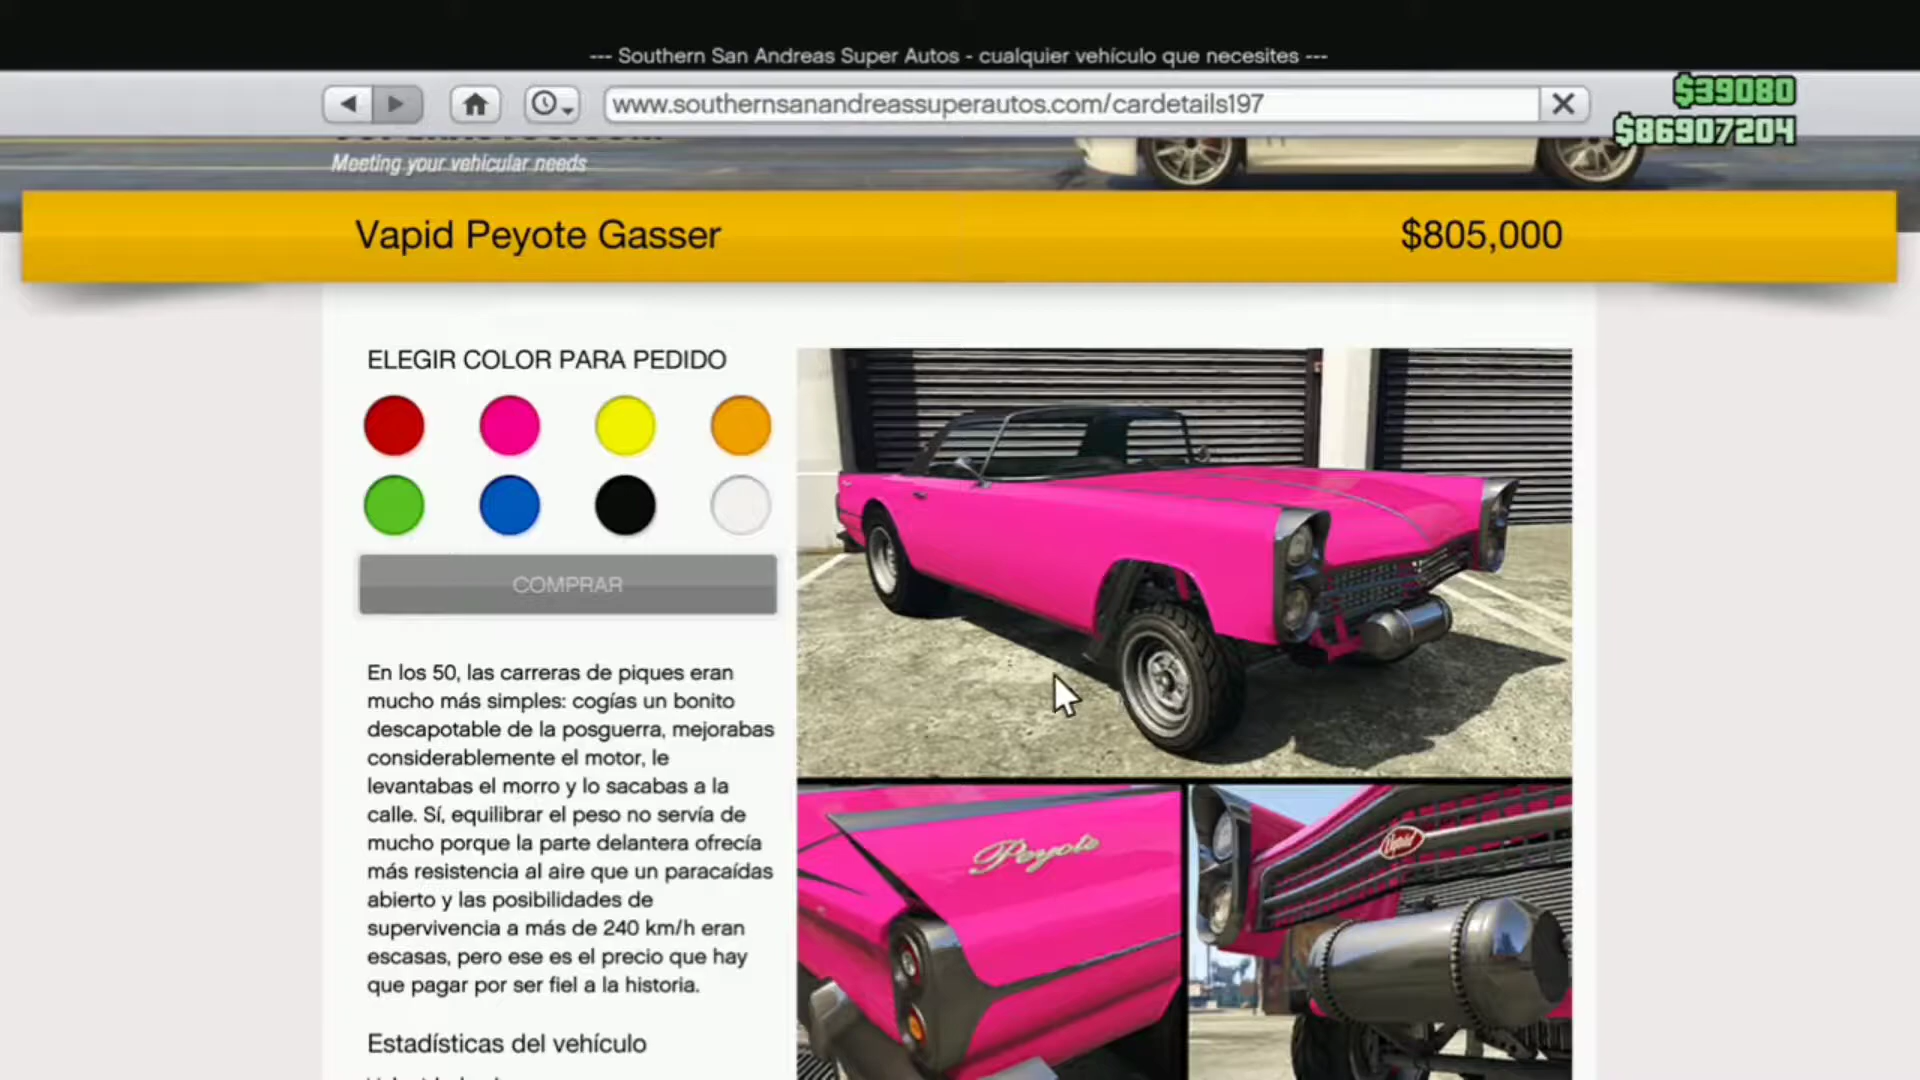 --- Southern San Andreas Super Autos - cualquier vehículo que necesites ---
www.southernsanandreassuperautos.com/cardetails197
$39080
$86907204
Meeting your vehicular needs
Vapid Peyote Gasser
$805,000
ELEGIR COLOR PARA PEDIDO
COMPRAR
En los 50, las carreras de piques eran
mucho más simples: cogías un bonito
descapotable de la posguerra, mejorabas
considerablemente el motor, le
levantabas el morro y lo sacabas a la
calle. Sí, equilibrar el peso no servía de
mucho porque la parte delantera ofrecía
más resistencia al aire que un paracaídas
abierto y las posibilidades de
supervivencia a más de 240 km/h eran
escasas, pero ese es el precio que hay
que pagar por ser fiel a la historia.
Peyote
Vapid
Estadísticas del vehículo